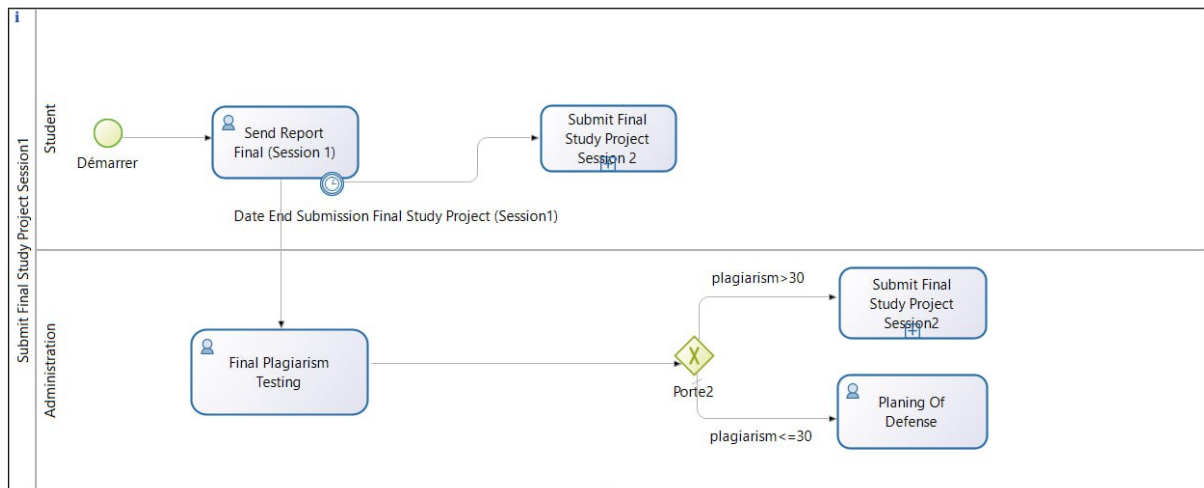 i
Submit Final Study Project Session1
Student
Démarrer
Send Report
Final (Session 1)
Submit Final
Study Project
Session 2
Date End Submission Final Study Project (Session1)
Administration
Final Plagiarism
Testing
Porte2
plagiarism>30
Submit Final
Study Project
Session2
plagiarism<=30
Planing Of
Defense